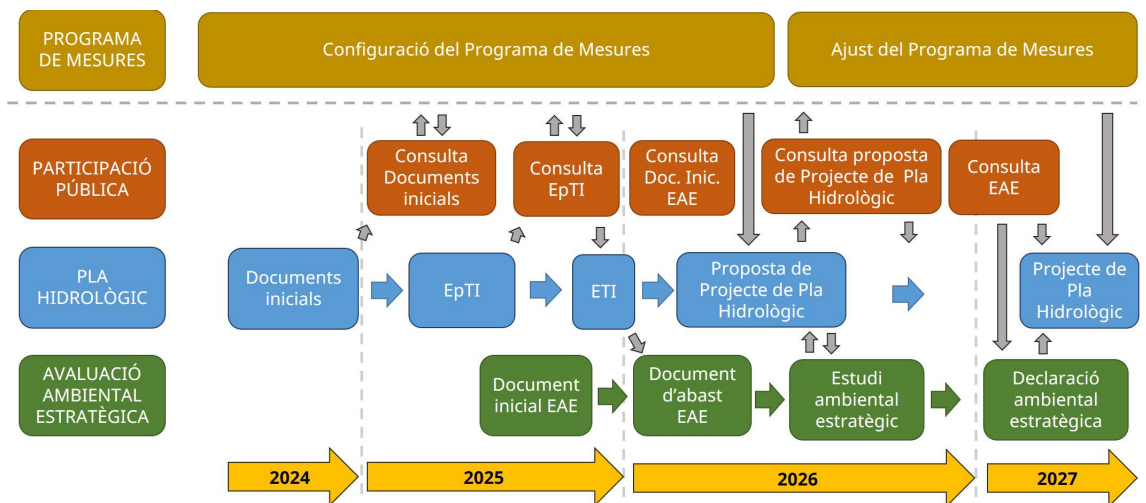 PROGRAMA
DE MESURES
Configuració del Programa de Mesures
Ajust del Programa de Mesures
PARTICIPACIÓ
PÚBLICA
Consulta
Documents
inicials
Consulta
EpTI
Consulta
Doc. Inic.
EAE
Consulta proposta
de Projecte de Pla
Hidrològic
Consulta
EAE
PLA
HIDROLÒGIC
Documents
inicials
EpTI
ETI
Proposta de
Projecte de Pla
Hidrològic
Projecte de
Pla
Hidrològic
AVALUACIÓ
AMBIENTAL
ESTRATÈGICA
Document
inicial EAE
Document
d'abast
EAE
Estudi
ambiental
estratègic
Declaració
ambiental
estratègica
2024
2025
2026
2027